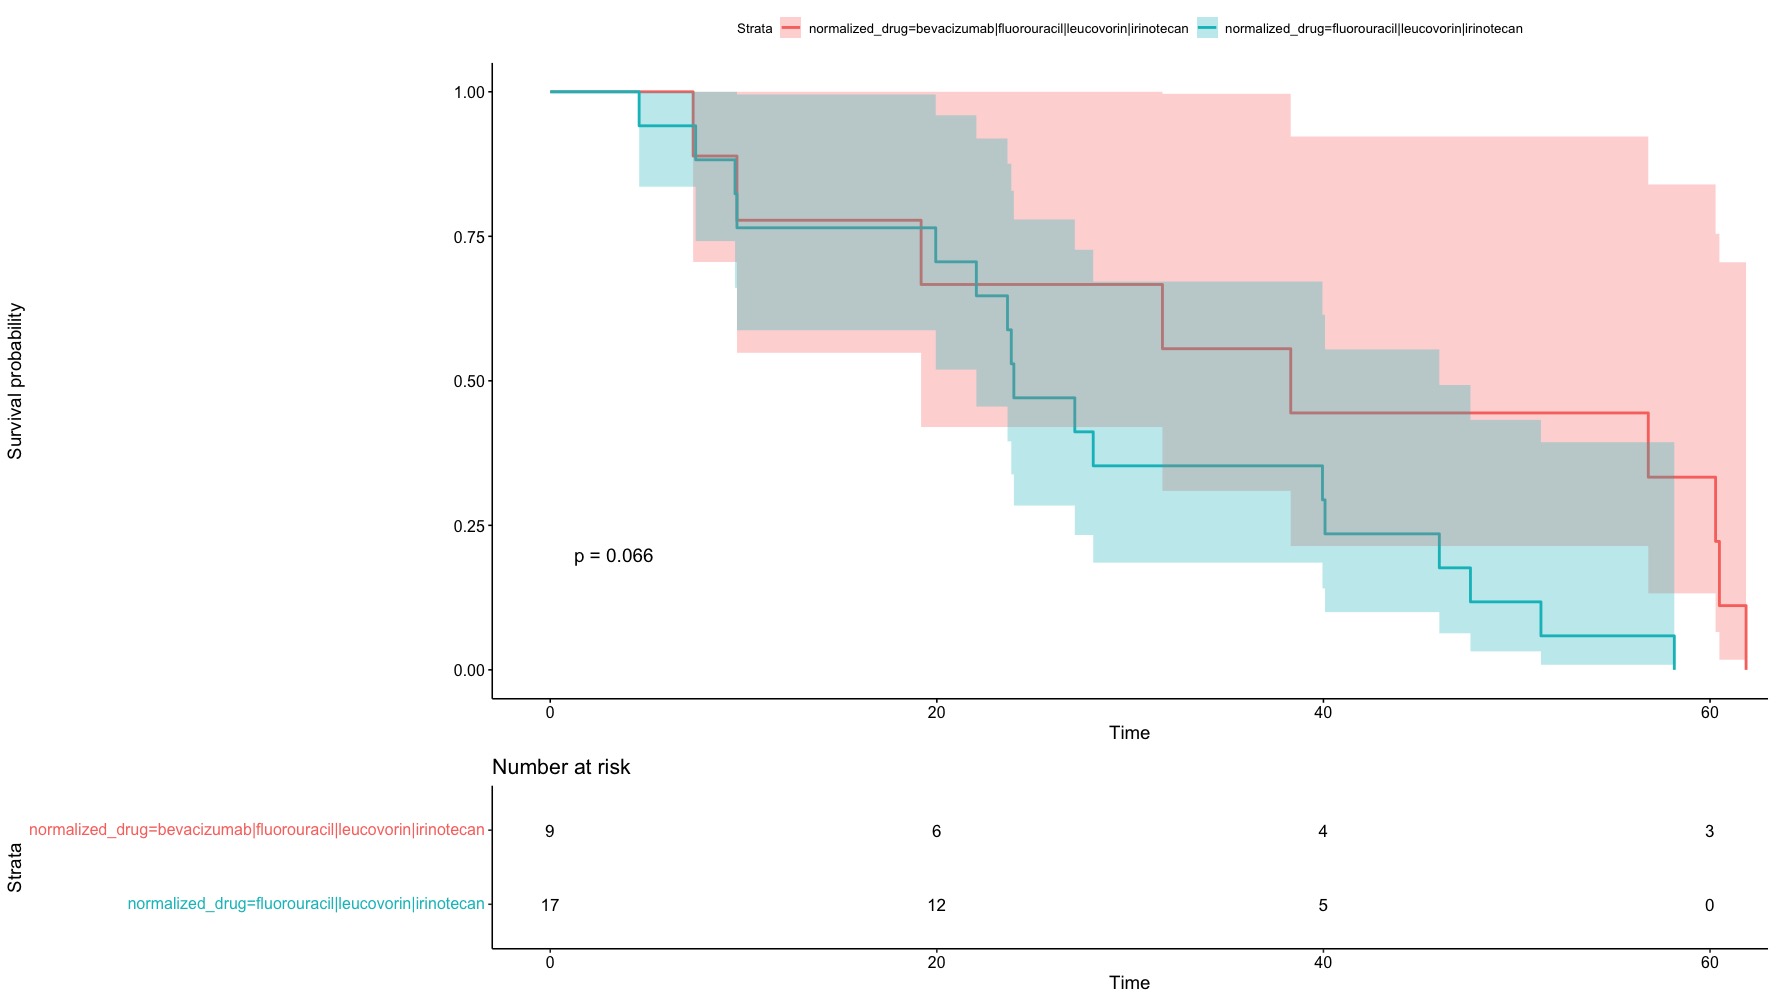 Strata normalized_drug=bevacizumab|fluorouracil|leucovorin|irinotecan normalized_drug=fluorouracil|leucovorin|irinotecan
Survival probability
1.00
0.75
0.50
0.25
0.00
p = 0.066
0 20 40 60
Time
Number at risk
Strata
normalized_drug=bevacizumab|fluorouracil|leucovorin|irinotecan 9 6 4 3
normalized_drug=fluorouracil|leucovorin|irinotecan 17 12 5 0
0 20 40 60
Time